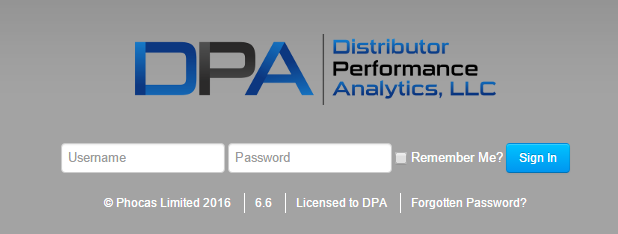 DPA
Distributor
Performance
Analytics, LLC
Username Password Remember Me? Sign In
© Phocas Limited 2016 6.6 Licensed to DPA Forgotten Password?